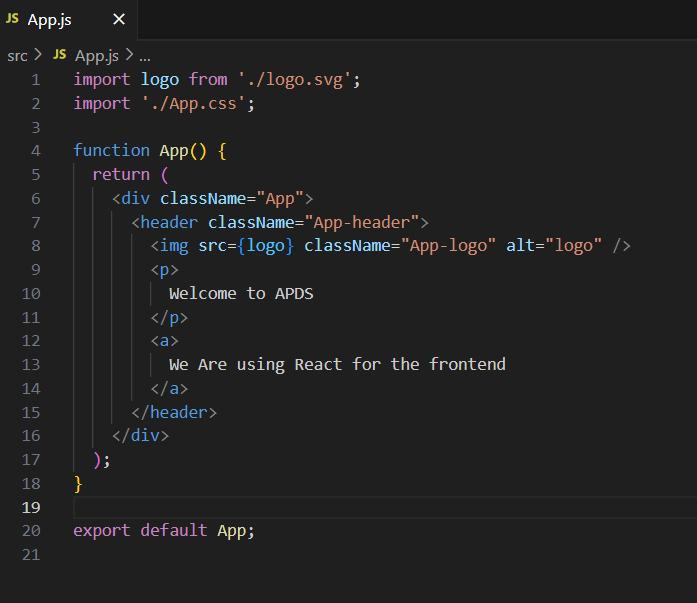 JS App.js ×
src > JS App.js > ...
1 import logo from './logo.svg';
2 import './App.css';
3
4 function App() {
5   return (
6     <div className="App">
7       <header className="App-header">
8         <img src={logo} className="App-logo" alt="logo" />
9         <p>
10           Welcome to APDS
11         </p>
12         <a>
13           We Are using React for the frontend
14         </a>
15       </header>
16     </div>
17   );
18 }
19
20 export default App;
21